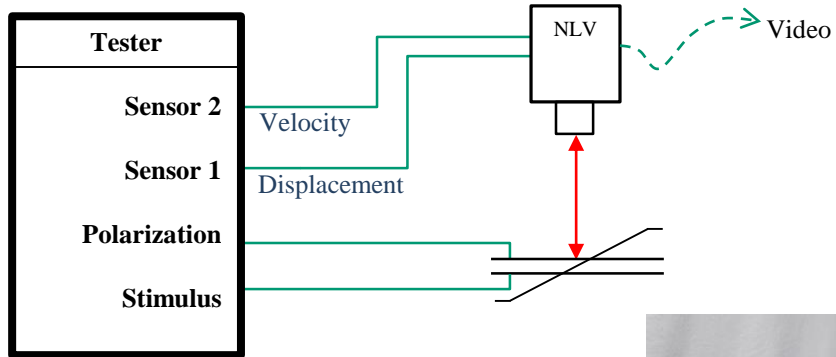 Tester
Sensor 2
Sensor 1
Polarization
Stimulus
Velocity
Displacement
NLV
Video